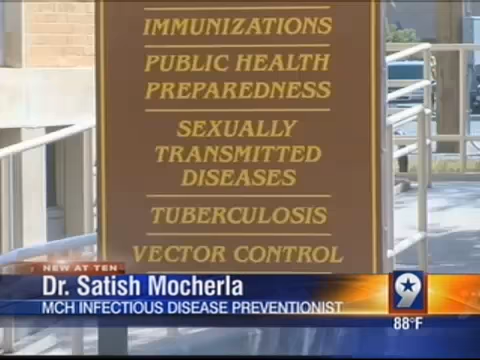 IMMUNIZATIONS
PUBLIC HEALTH
PREPAREDNESS
SEXUALLY
TRANSMITTED
DISEASES
TUBERCULOSIS
VECTOR CONTROL
NEW AT TEN
Dr. Satish Mocherla
MCH INFECTIOUS DISEASE PREVENTIONIST
9
88°F